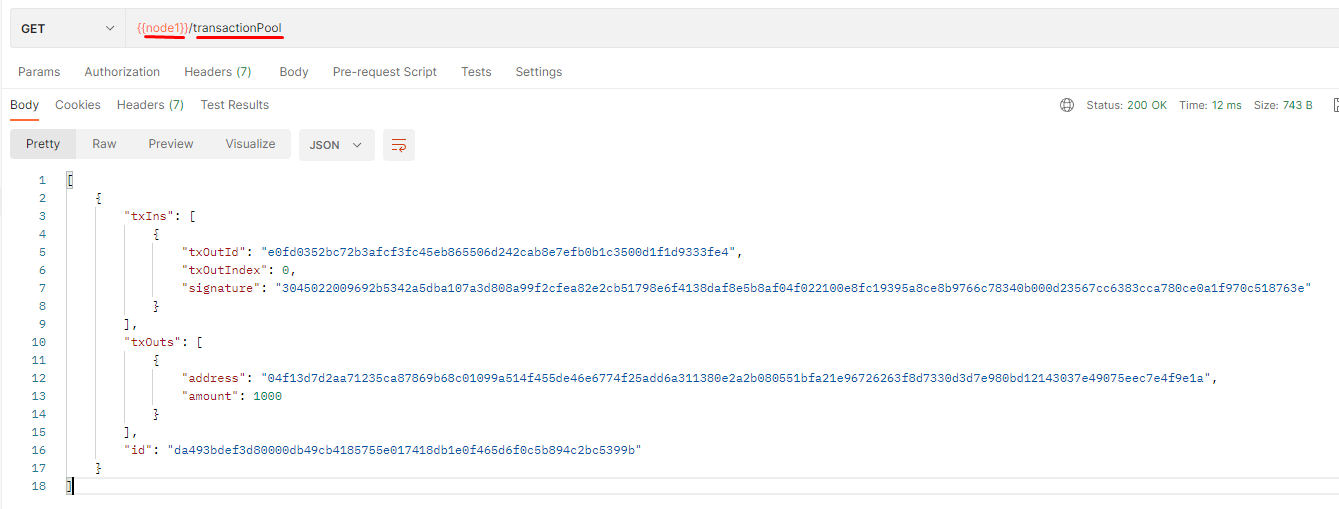 GET {{node1}}/transactionPool
Params Authorization Headers (7) Body Pre-request Script Tests Settings
Body Cookies Headers (7) Test Results Status: 200 OK Time: 12 ms Size: 743 B
Pretty Raw Preview Visualize JSON
1 [
2 {
3 "txIns": [
4 {
5 "txOutId": "e0fd0352bc72b3afcf3fc45eb865506d242cab8e7efb0b1c3500d1f1d9333fe4",
6 "txOutIndex": 0,
7 "signature": "3045022009692b5342a5dba107a3d808a99f2cfea82e2cb51798e6f4138daf8e5b8af04f022100e8fc19395a8ce8b9766c78340b000d23567cc6383cca780ce0a1f970c518763e"
8 }
9 ],
10 "txOuts": [
11 {
12 "address": "04f13d7d2aa71235ca87869b68c01099a514f455de46e6774f25add6a311380e2a2b080551bfa21e96726263f8d7330d3d7e980bd12143037e49075eec7e4f9e1a",
13 "amount": 1000
14 }
15 ],
16 "id": "da493bdef3d80000db49cb4185755e017418db1e0f465d6f0c5b894c2bc5399b"
17 }
18 ]